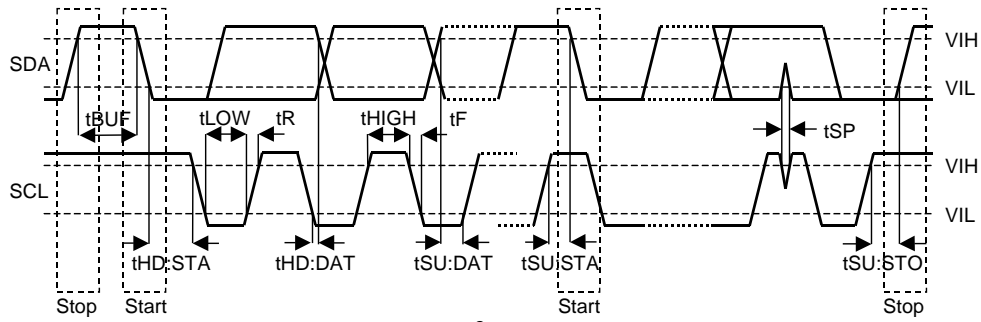 VIH
SDA
VIL
tBUF tLOW tR tHIGH tF
tSP
VIH
SCL
VIL
tHD:STA tHD:DAT tSU:DAT tSU:STA tSU:STO
Stop Start Start Stop